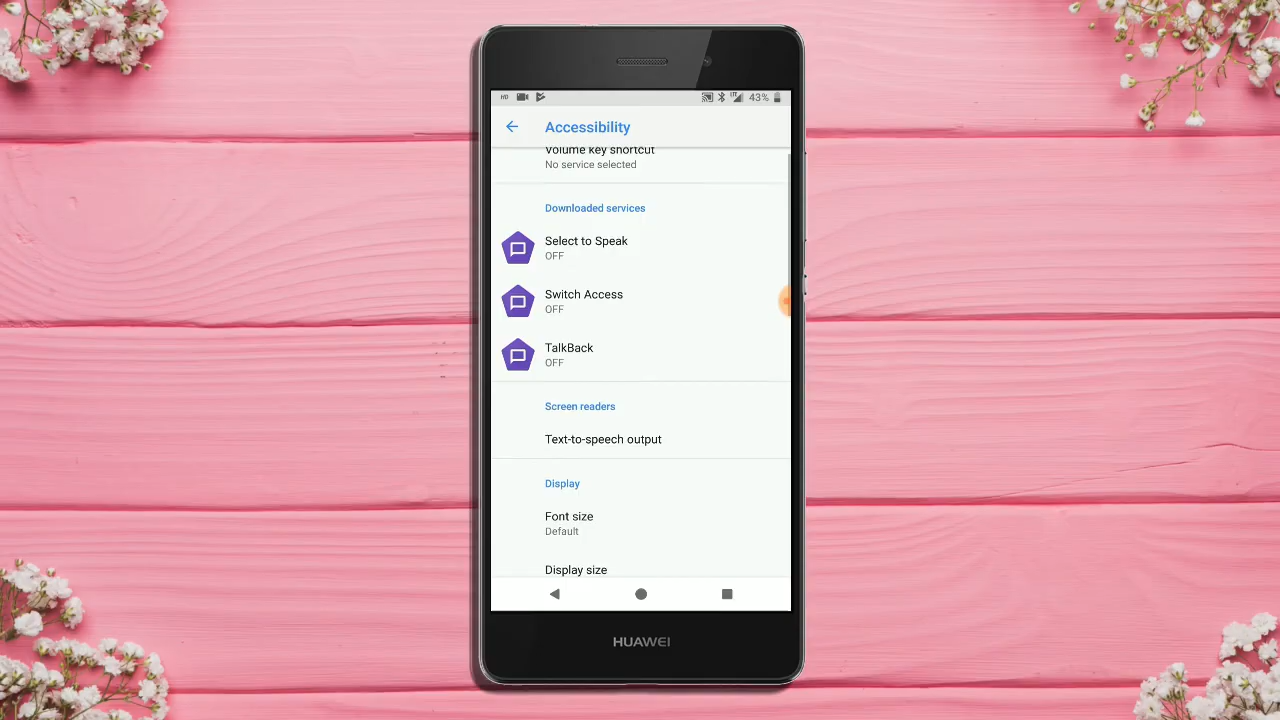 HD
LTE
43%
Accessibility
Volume key shortcut
No service selected
Downloaded services
Select to Speak
OFF
Switch Access
OFF
TalkBack
OFF
Screen readers
Text-to-speech output
Display
Font size
Default
Display size
HUAWEI